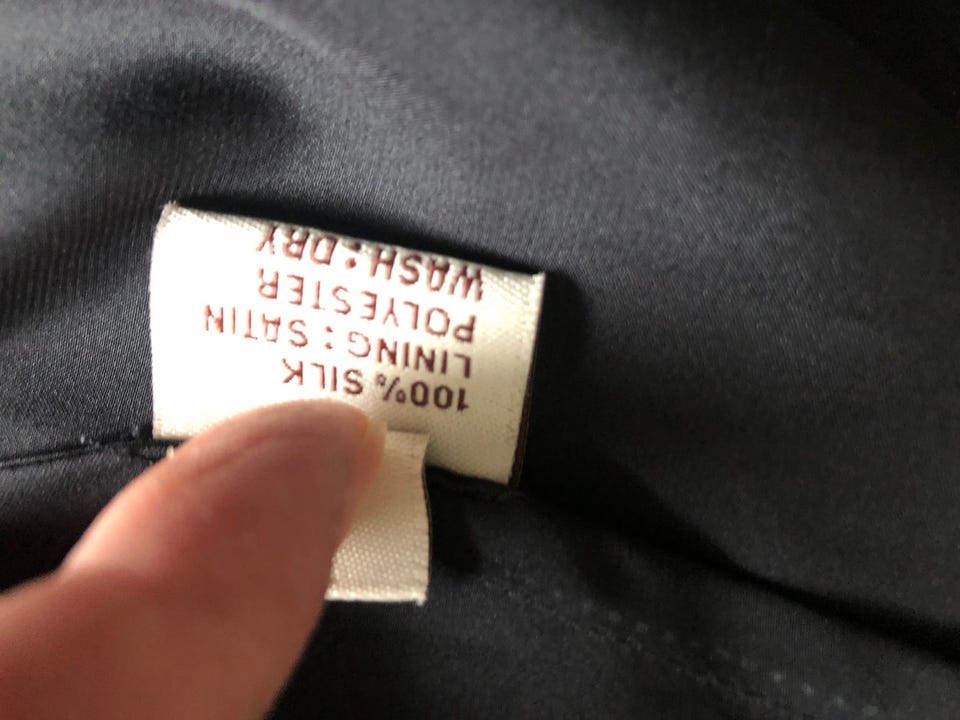 100% SILK
LINING: SATIN
POLYESTER
WASH: DRY